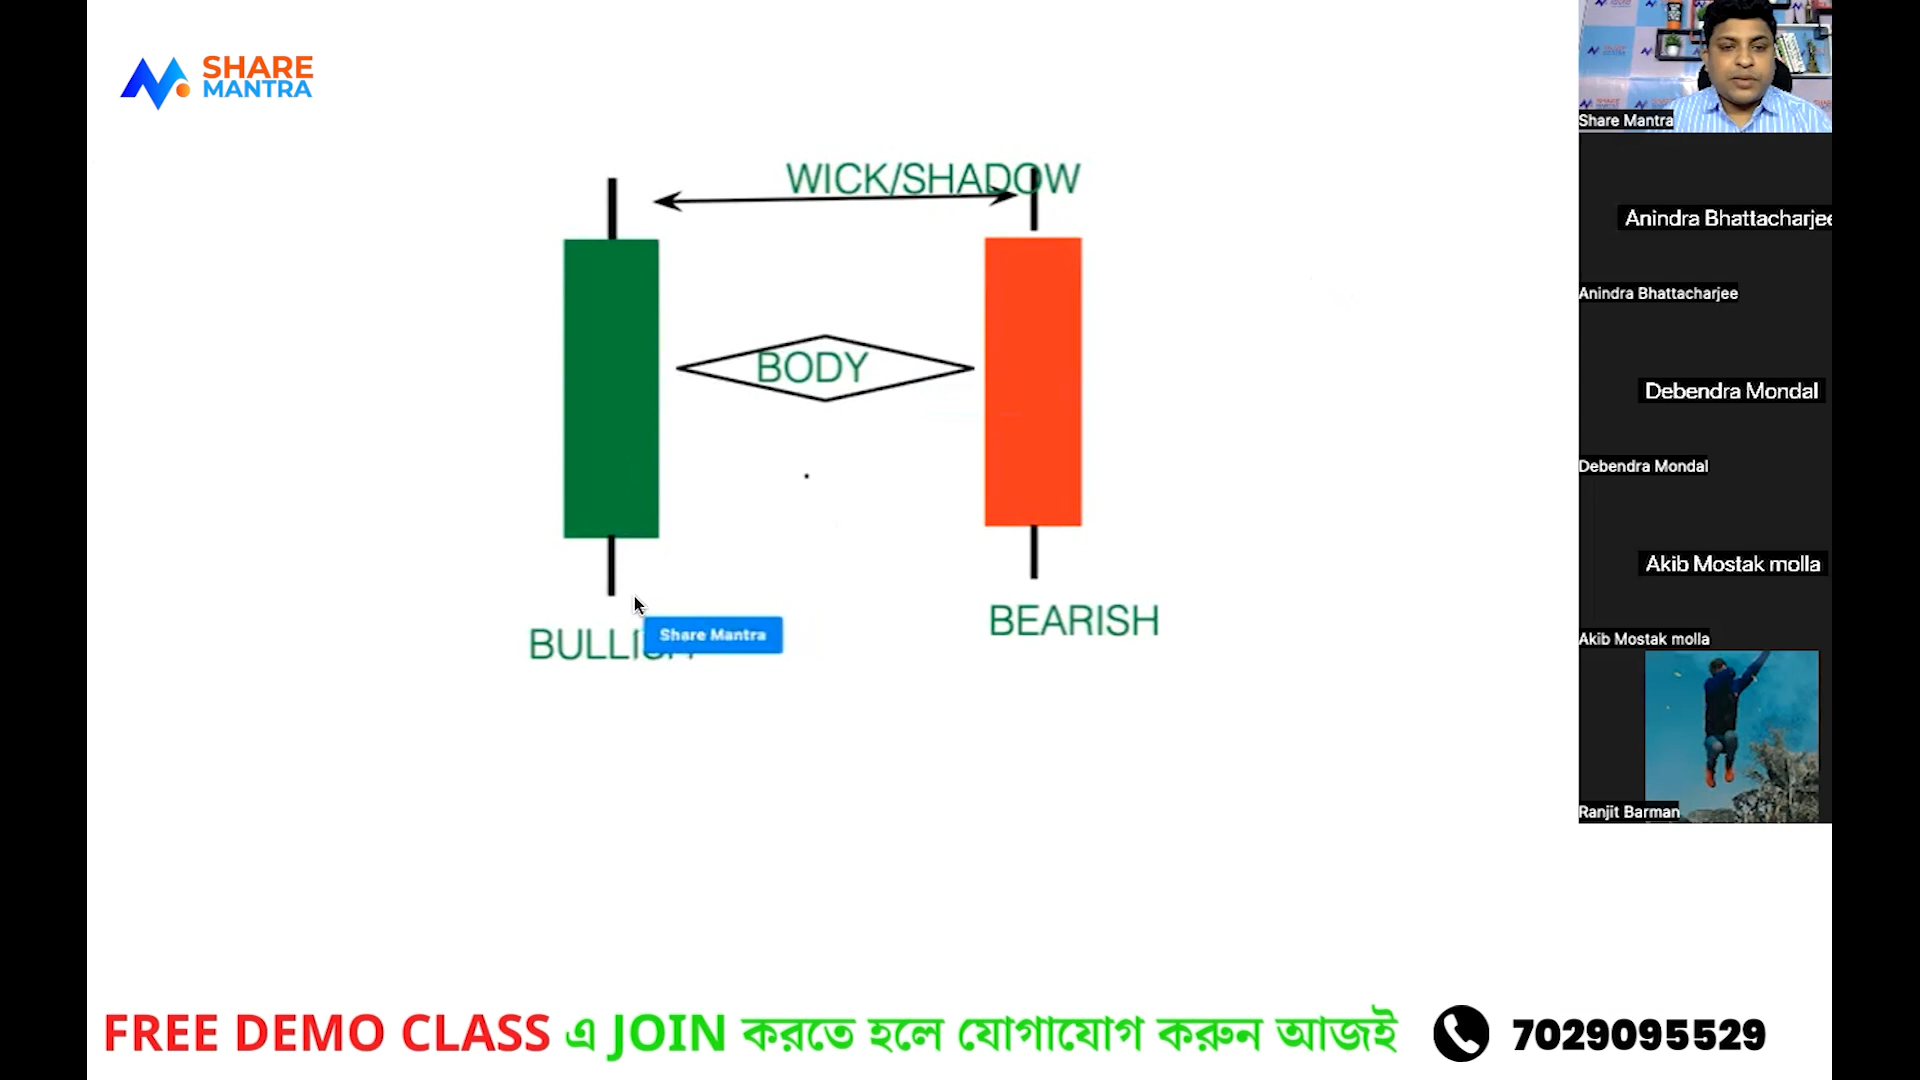 SHARE
MANTRA
WICK/SHADOW
BODY
BEARISH
Share Mantra
Share Mantra
Anindra Bhattacharjee
Anindra Bhattacharjee
Debendra Mondal
Debendra Mondal
Akib Mostak molla
Akib Mostak molla
Ranjit Barman
FREE DEMO CLASS এ JOIN করতে হলে যোগাযোগ করুন আজই 7029095529